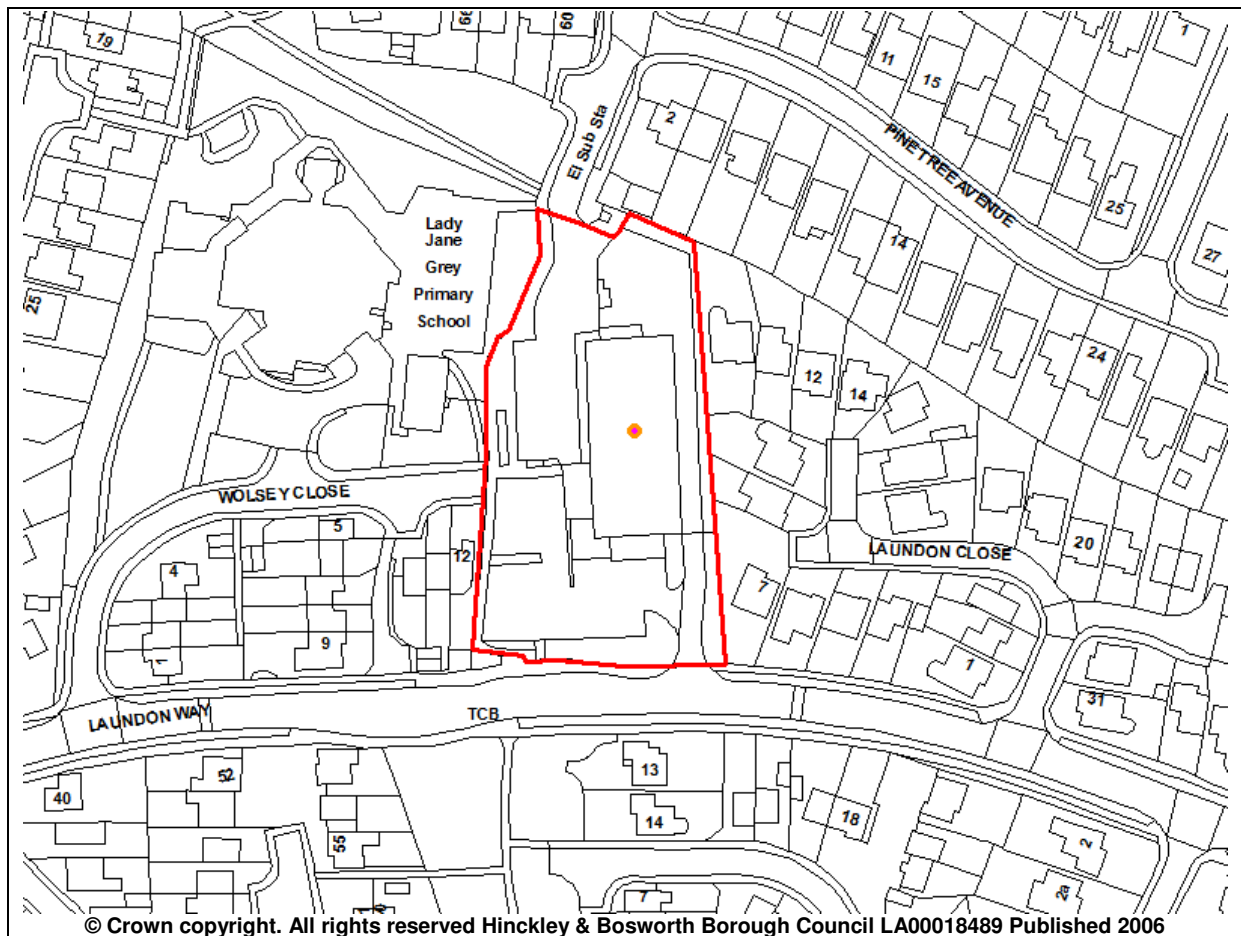 19
66
60
1
11
15
2
El Sub Sta
PINE TREE AVENUE
25
27
14
Lady
Jane
Grey
Primary
School
25
12
14
24
WOLSEY CLOSE
5
12
4
9
1
LAUNDON CLOSE
20
7
1
31
LAUNDON WAY
TCB
40
52
13
14
18
55
2
2a
7
© Crown copyright. All rights reserved Hinckley & Bosworth Borough Council LA00018489 Published 2006